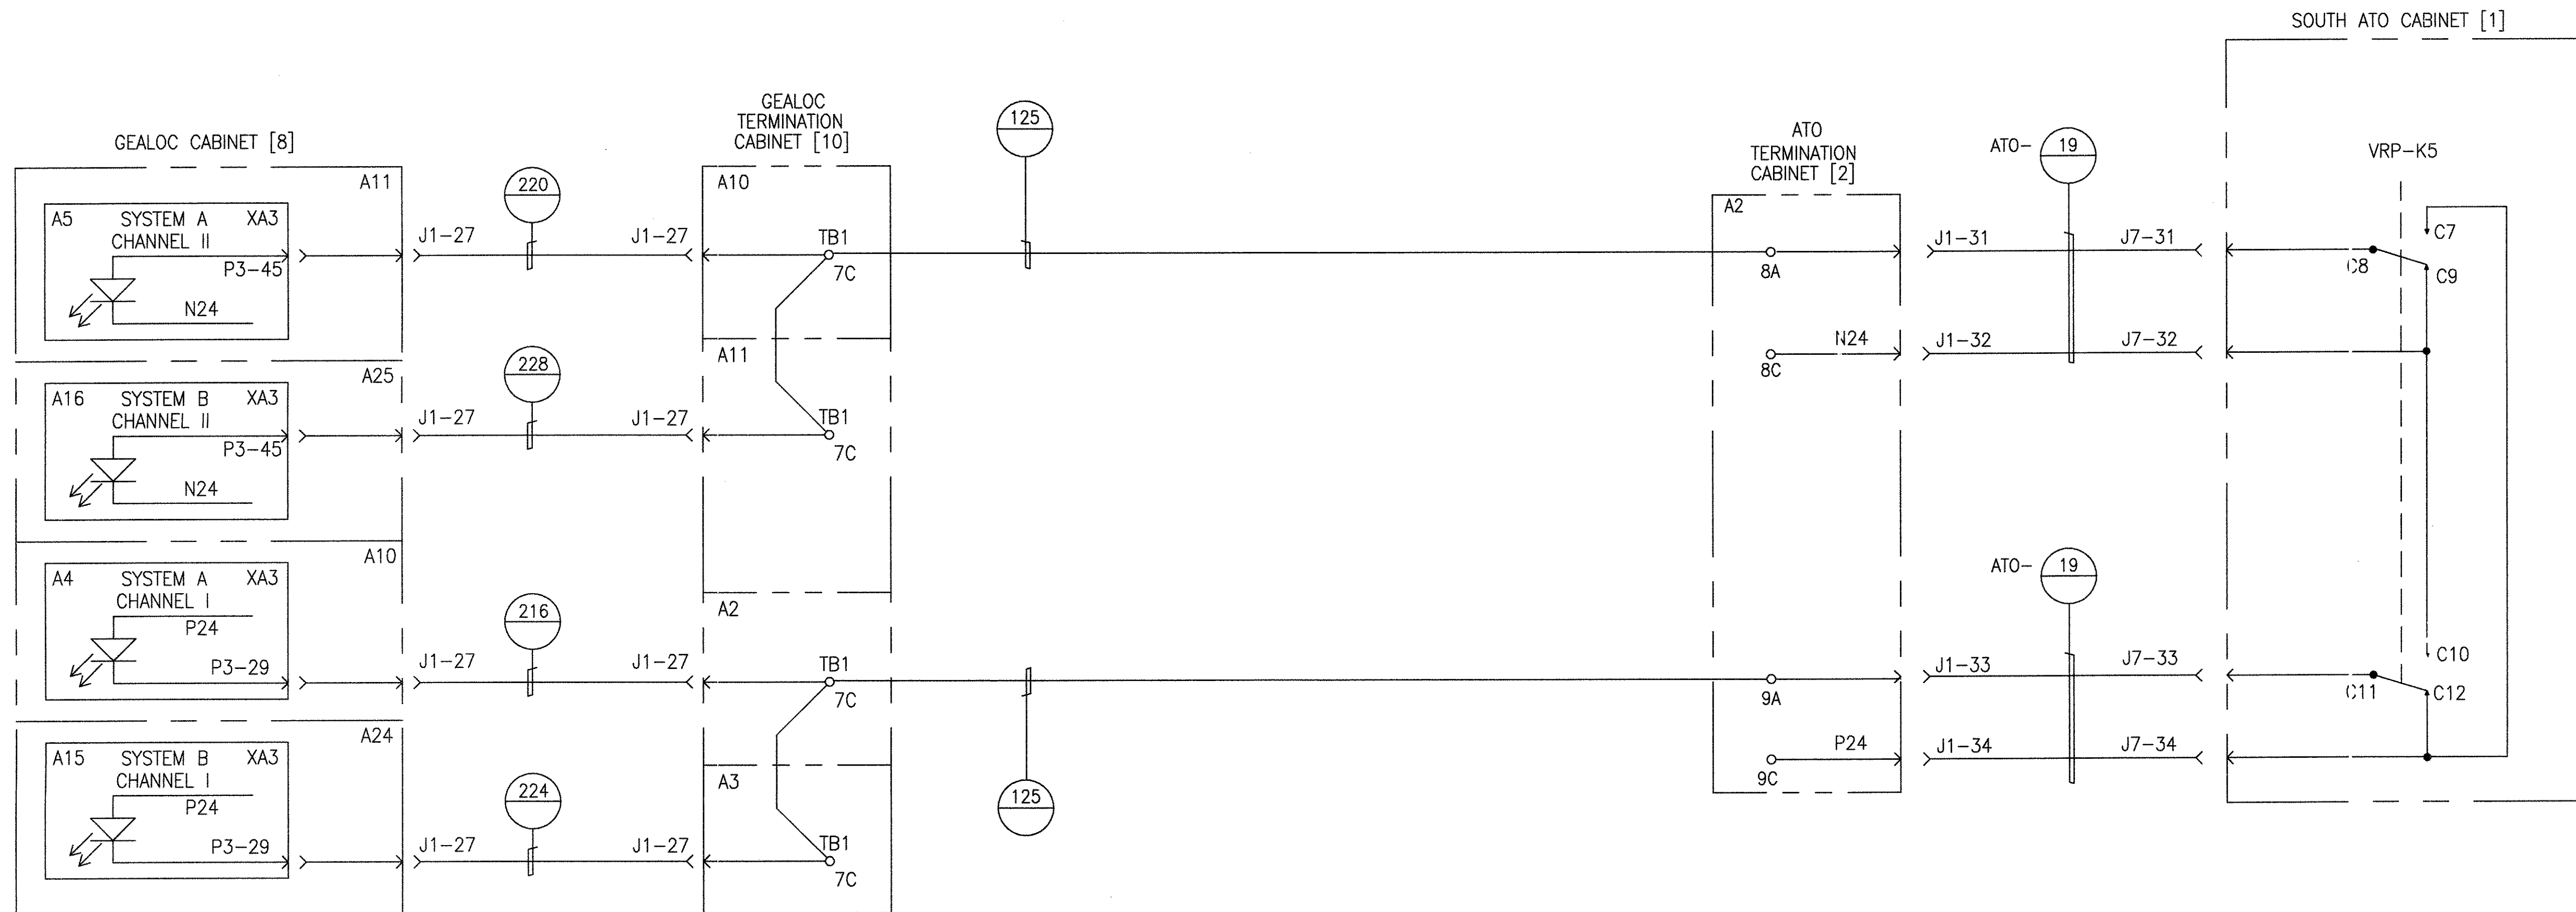 SOUTH ATO CABINET [1]
GEALOC
TERMINATION
CABINET [10]
125
ATO
TERMINATION
CABINET [2]
ATO-
19
VRP-K5
GEALOC CABINET [8]
A11
A5
SYSTEM A
XA3
CHANNEL II
P3-45
N24
220
J1-27
J1-27
A10
TB1
7C
A2
8A
J1-31
J7-31
C8
C7
C9
A25
A16
SYSTEM B
XA3
CHANNEL II
P3-45
N24
228
J1-27
J1-27
A11
TB1
7C
N24
8C
J1-32
J7-32
A10
A4
SYSTEM A
XA3
CHANNEL I
P24
P3-29
216
J1-27
J1-27
A2
TB1
7C
9A
ATO-
19
J1-33
J7-33
C11
C10
C12
A24
A15
SYSTEM B
XA3
CHANNEL I
P24
P3-29
224
J1-27
J1-27
A3
TB1
7C
125
P24
9C
J1-34
J7-34